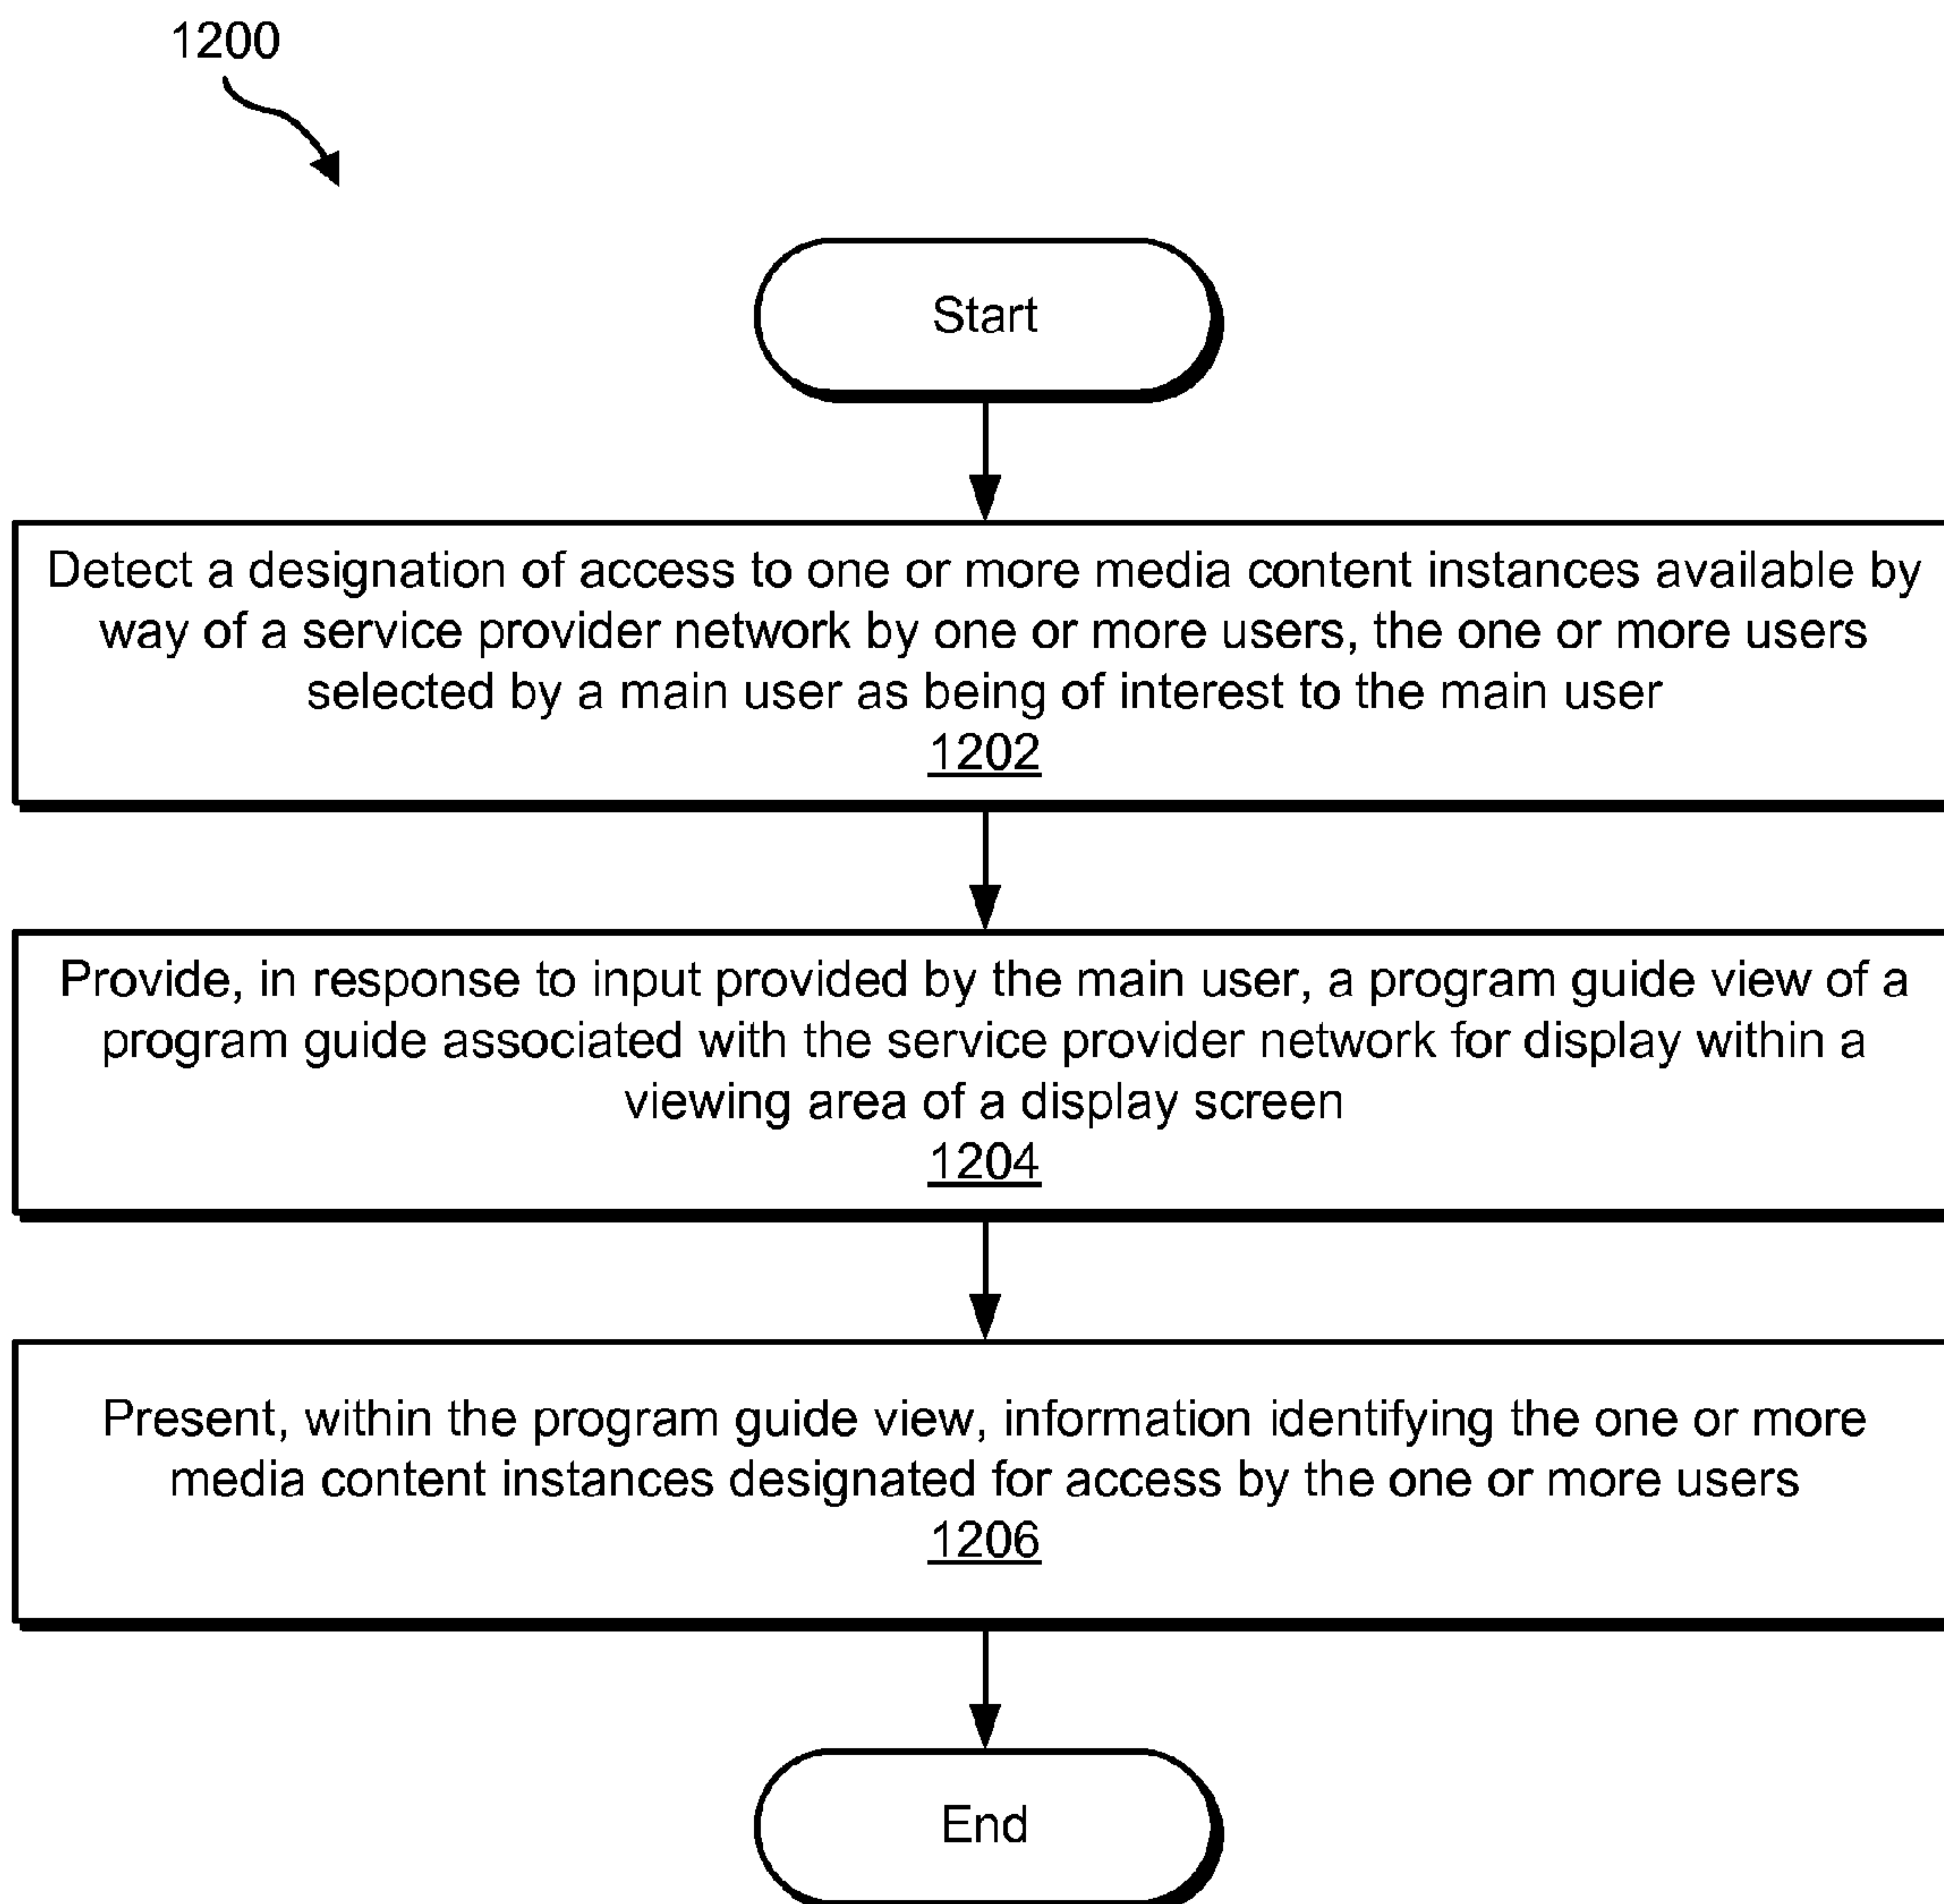 1200
Start
Detect a designation of access to one or more media content instances available by
way of a service provider network by one or more users, the one or more users
selected by a main user as being of interest to the main user
1202
Provide, in response to input provided by the main user, a program guide view of a
program guide associated with the service provider network for display within a
viewing area of a display screen
1204
Present, within the program guide view, information identifying the one or more
media content instances designated for access by the one or more users
1206
End